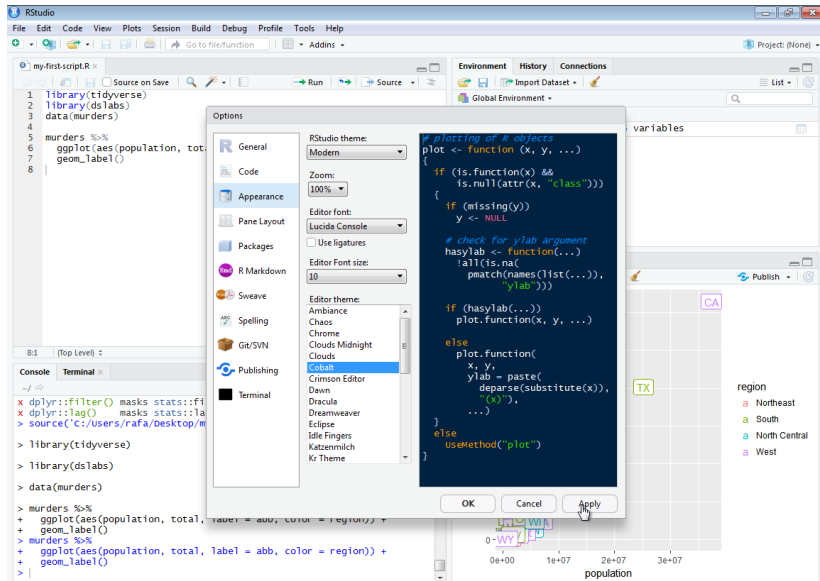 RStudio
File Edit Code View Plots Session Build Debug Profile Tools Help
Go to file/function Addins Project: (None)
my-first-script.R
Source on Save Run Source
1 library(tidyverse)
2 library(dslabs)
3 data(murders)
4
5 murders %>%
6 ggplot(aes(population, tot
7 geom_label()
8
8:1 (Top Level)
Console Terminal
~/
x dplyr::filter() masks stats::fi
x dplyr::lag() masks stats::la
> source('C:/Users/rafa/Desktop/m
> library(tidyverse)
> library(dslabs)
> data(murders)
> murders %>%
+ ggplot(aes(population, total, label = abb, color = region)) +
+ geom_label()
> murders %>%
+ ggplot(aes(population, total, label = abb, color = region)) +
+ geom_label()
>
Options
General
Code
Appearance
Pane Layout
Packages
Rmd R Markdown
Sweave
ABC Spelling
Git/SVN
Publishing
Terminal
RStudio theme:
Modern
Zoom:
100%
Editor font:
Lucida Console
Use ligatures
Editor Font size:
10
Editor theme:
Ambiance
Chaos
Chrome
Clouds Midnight
Clouds
Cobalt
Crimson Editor
Dawn
Dracula
Dreamweaver
Eclipse
Idle Fingers
Katzenmilch
Kr Theme
# plotting of R objects
plot <- function (x, y, ...)
{
if (is.function(x) &&
is.null(attr(x, "class")))
{
if (missing(y))
y <- NULL
# check for ylab argument
hasylab <- function(...)
!all(is.na(
pmatch(names(list(...)),
"ylab")))
if (hasylab(...))
plot.function(x, y, ...)
else
plot.function(
x, y,
ylab = paste(
deparse(substitute(x)),
"(x)"),
...)
}
else
UseMethod("plot")
}
OK Cancel Apply
Environment History Connections
Import Dataset List
Global Environment
variables
Publish
CA
TX
WY
0
0e+00 1e+07 2e+07 3e+07
population
region
a Northeast
a South
a North Central
a West